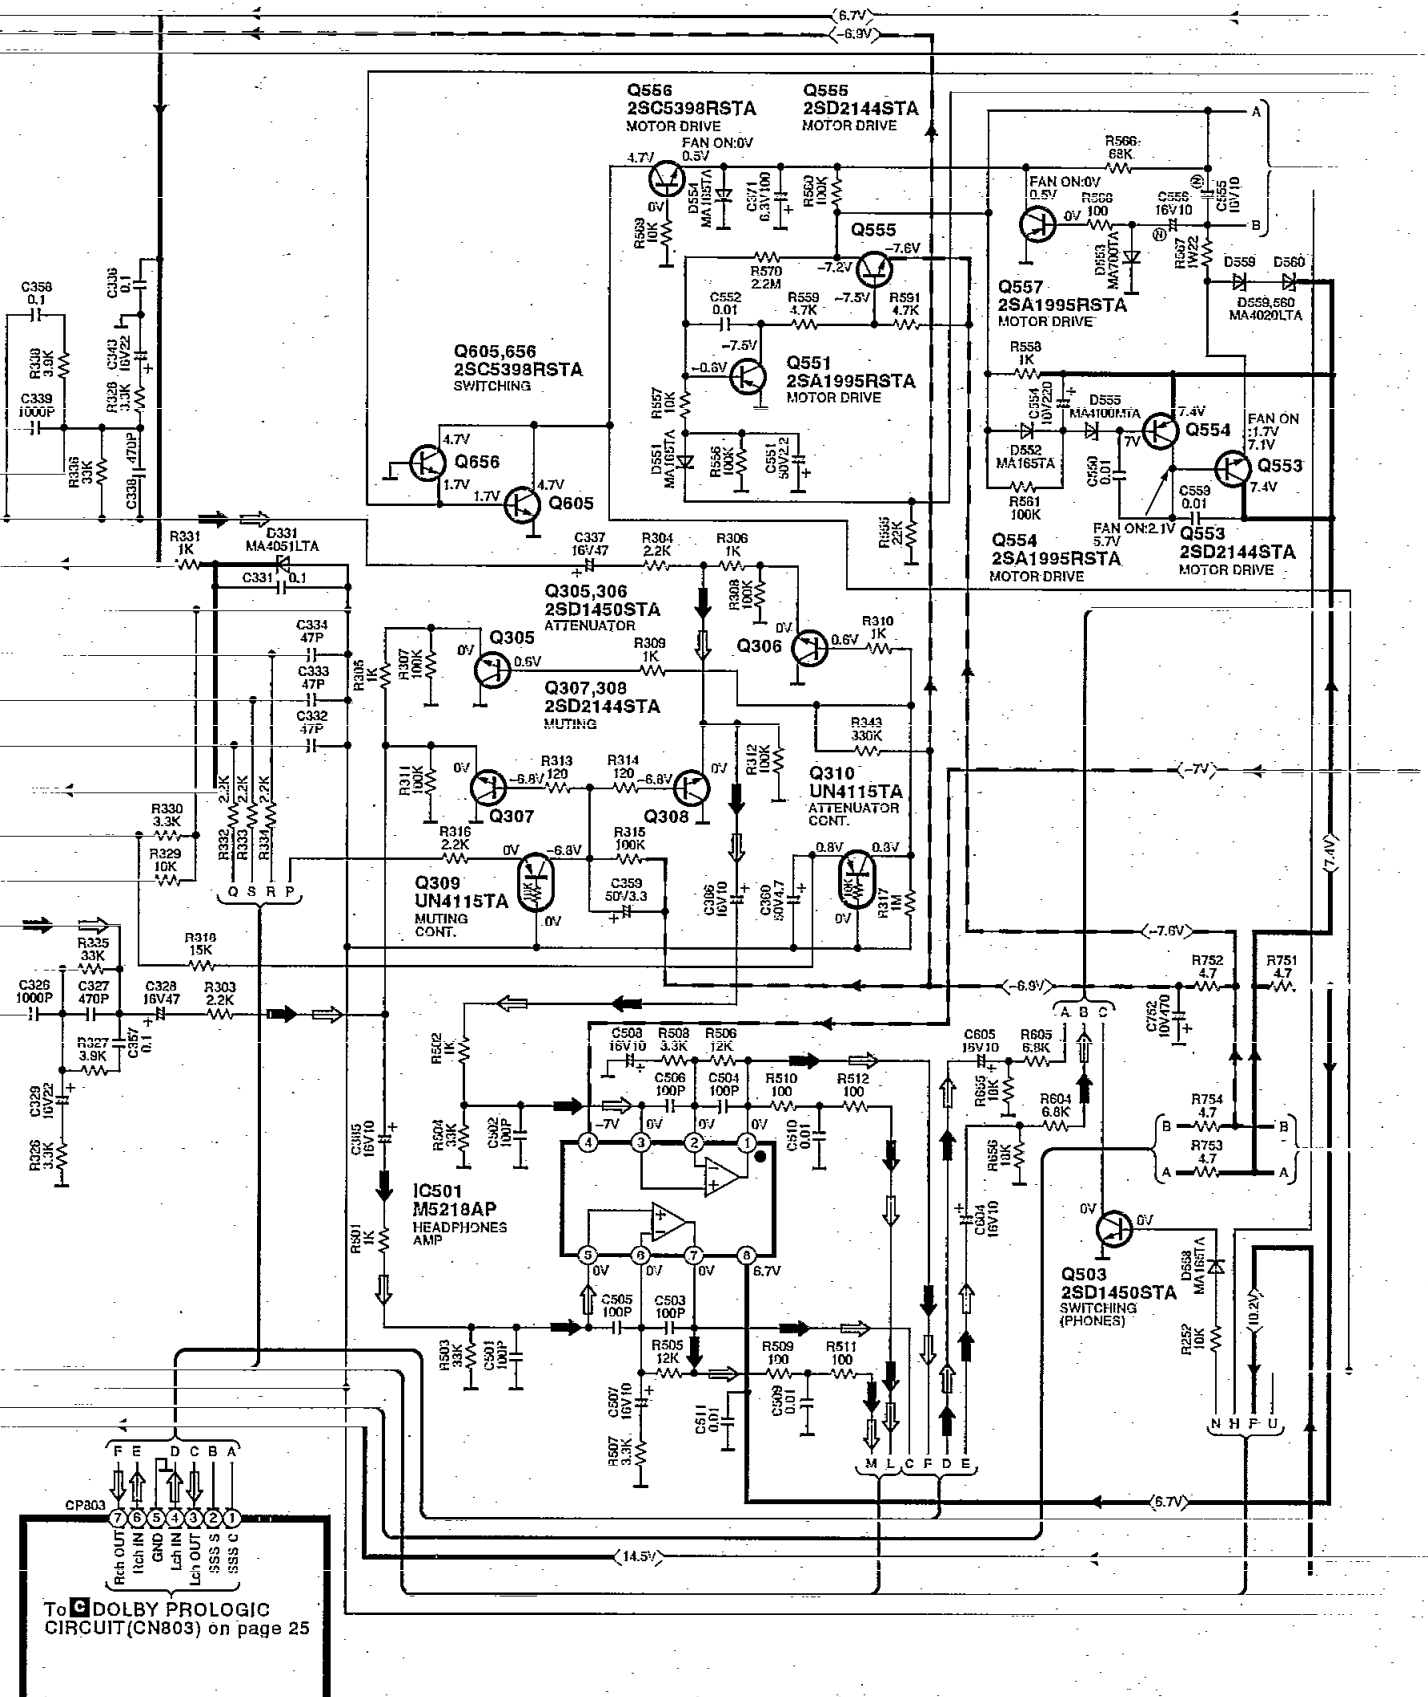 6.7V
-6.9V
Q556
2SC5398RSTA
MOTOR DRIVE
FAN ON:0V
4.7V 0.5V
0V
Q555
2SD2144STA
MOTOR DRIVE
D554
MA165TA
C371
6.3V100
R560
100K
R569
10K
R566
68K
A
FAN ON:0V
0.5V
0V
R568
100
16V10
C555
16V10
B
D553
MA700TA
R567
1W22
D559
D560
D559,560
MA4020LTA
Q555
-7.6V
-7.2V
-7.5V
R570
2.2M
C552
0.01
R559
4.7K
R591
4.7K
Q557
2SA1995RSTA
MOTOR DRIVE
-7.5V
-0.6V
Q551
2SA1995RSTA
MOTOR DRIVE
R557
10K
D551
MA165TA
R556
100K
C551
50V2.2
R558
1K
C554
10V220
D555
MA4100MTA
D552
MA165TA
R561
100K
C550
0.01
7.4V
7V
Q554
FAN ON
:1.7V
7.1V
Q553
7.4V
C553
0.01
FAN ON:2.1V
5.7V
Q554
2SA1995RSTA
MOTOR DRIVE
Q553
2SD2144STA
MOTOR DRIVE
R555
22K
Q605,656
2SC5398RSTA
SWITCHING
4.7V
Q656
1.7V
1.7V
4.7V
Q605
C358
0.1
R338
3.9K
C339
1000P
C336
0.1
C343
16V22
R328
3.3K
R336
33K
C338 470P
R331
1K
D331
MA4051LTA
C331 0.1
C337
16V47
R304
2.2K
R306
1K
R308
100K
Q305,306
2SD1450STA
ATTENUATOR
Q305
0V
0.6V
R309
1K
0V
Q306
0.6V
R310
1K
C334
47P
C333
47P
C332
47P
R305
1K
R307
100K
Q307,308
2SD2144STA
MUTING
R343
330K
R311
100K
0V
-6.8V
Q307
R313
120
R314
120
-6.8V
0V
Q308
R312
100K
Q310
UN4115TA
ATTENUATOR
CONT.
-7V
R330
3.3K
R329
10K
R332 2.2K
R333 2.2K
R334 2.2K
Q S R P
R316
2.2K
0V
-6.8V
R315
100K
10K
0V
Q309
UN4115TA
MUTING
CONT.
C359
50V3.3
C386
16V10
C360
50V4.7
0.8V
0.8V
10K
0V
R317
1M
7.4V
-7.6V
R335
33K
R318
15K
C326
1000P
C327
470P
C328
16V47
R303
2.2K
R327
3.9K
C357
0.1
C329
16V22
R326
3.3K
-6.9V
R752
4.7
R751
4.7
C752
10V470
R502
1K
C508
16V10
R508
3.3K
R506
12K
C506
100P
C504
100P
R510
100
R512
100
C605
16V10
R605
6.8K
A B C
R655
18K
R604
6.8K
R656
18K
R754
4.7
B B
R753
4.7
A A
C385
16V10
R504
33K
C502
100P
-7V 0V 0V 0V
4 3 2 1
C510
0.01
IC501
M5218AP
HEADPHONES
AMP
R501
1K
5 6 7 8
0V 0V 0V 6.7V
C604
16V10
0V
0V
Q503
2SD1450STA
SWITCHING
(PHONES)
D558
MA165TA
R252
10K
10.2V
C505
100P
C503
100P
R503
33K
C501
100P
R505
12K
R509
100
R511
100
C507
16V10
R507
3.3K
C511
0.01
C509
0.01
N H F U
M L C F D E
F E D C B A
CP803
7 6 5 4 3 2 1
Rch OUT
Rch IN
GND
Lch IN
Lch OUT
SSS S
SSS C
6.7V
14.5V
To C DOLBY PROLOGIC
CIRCUIT(CN803) on page 25